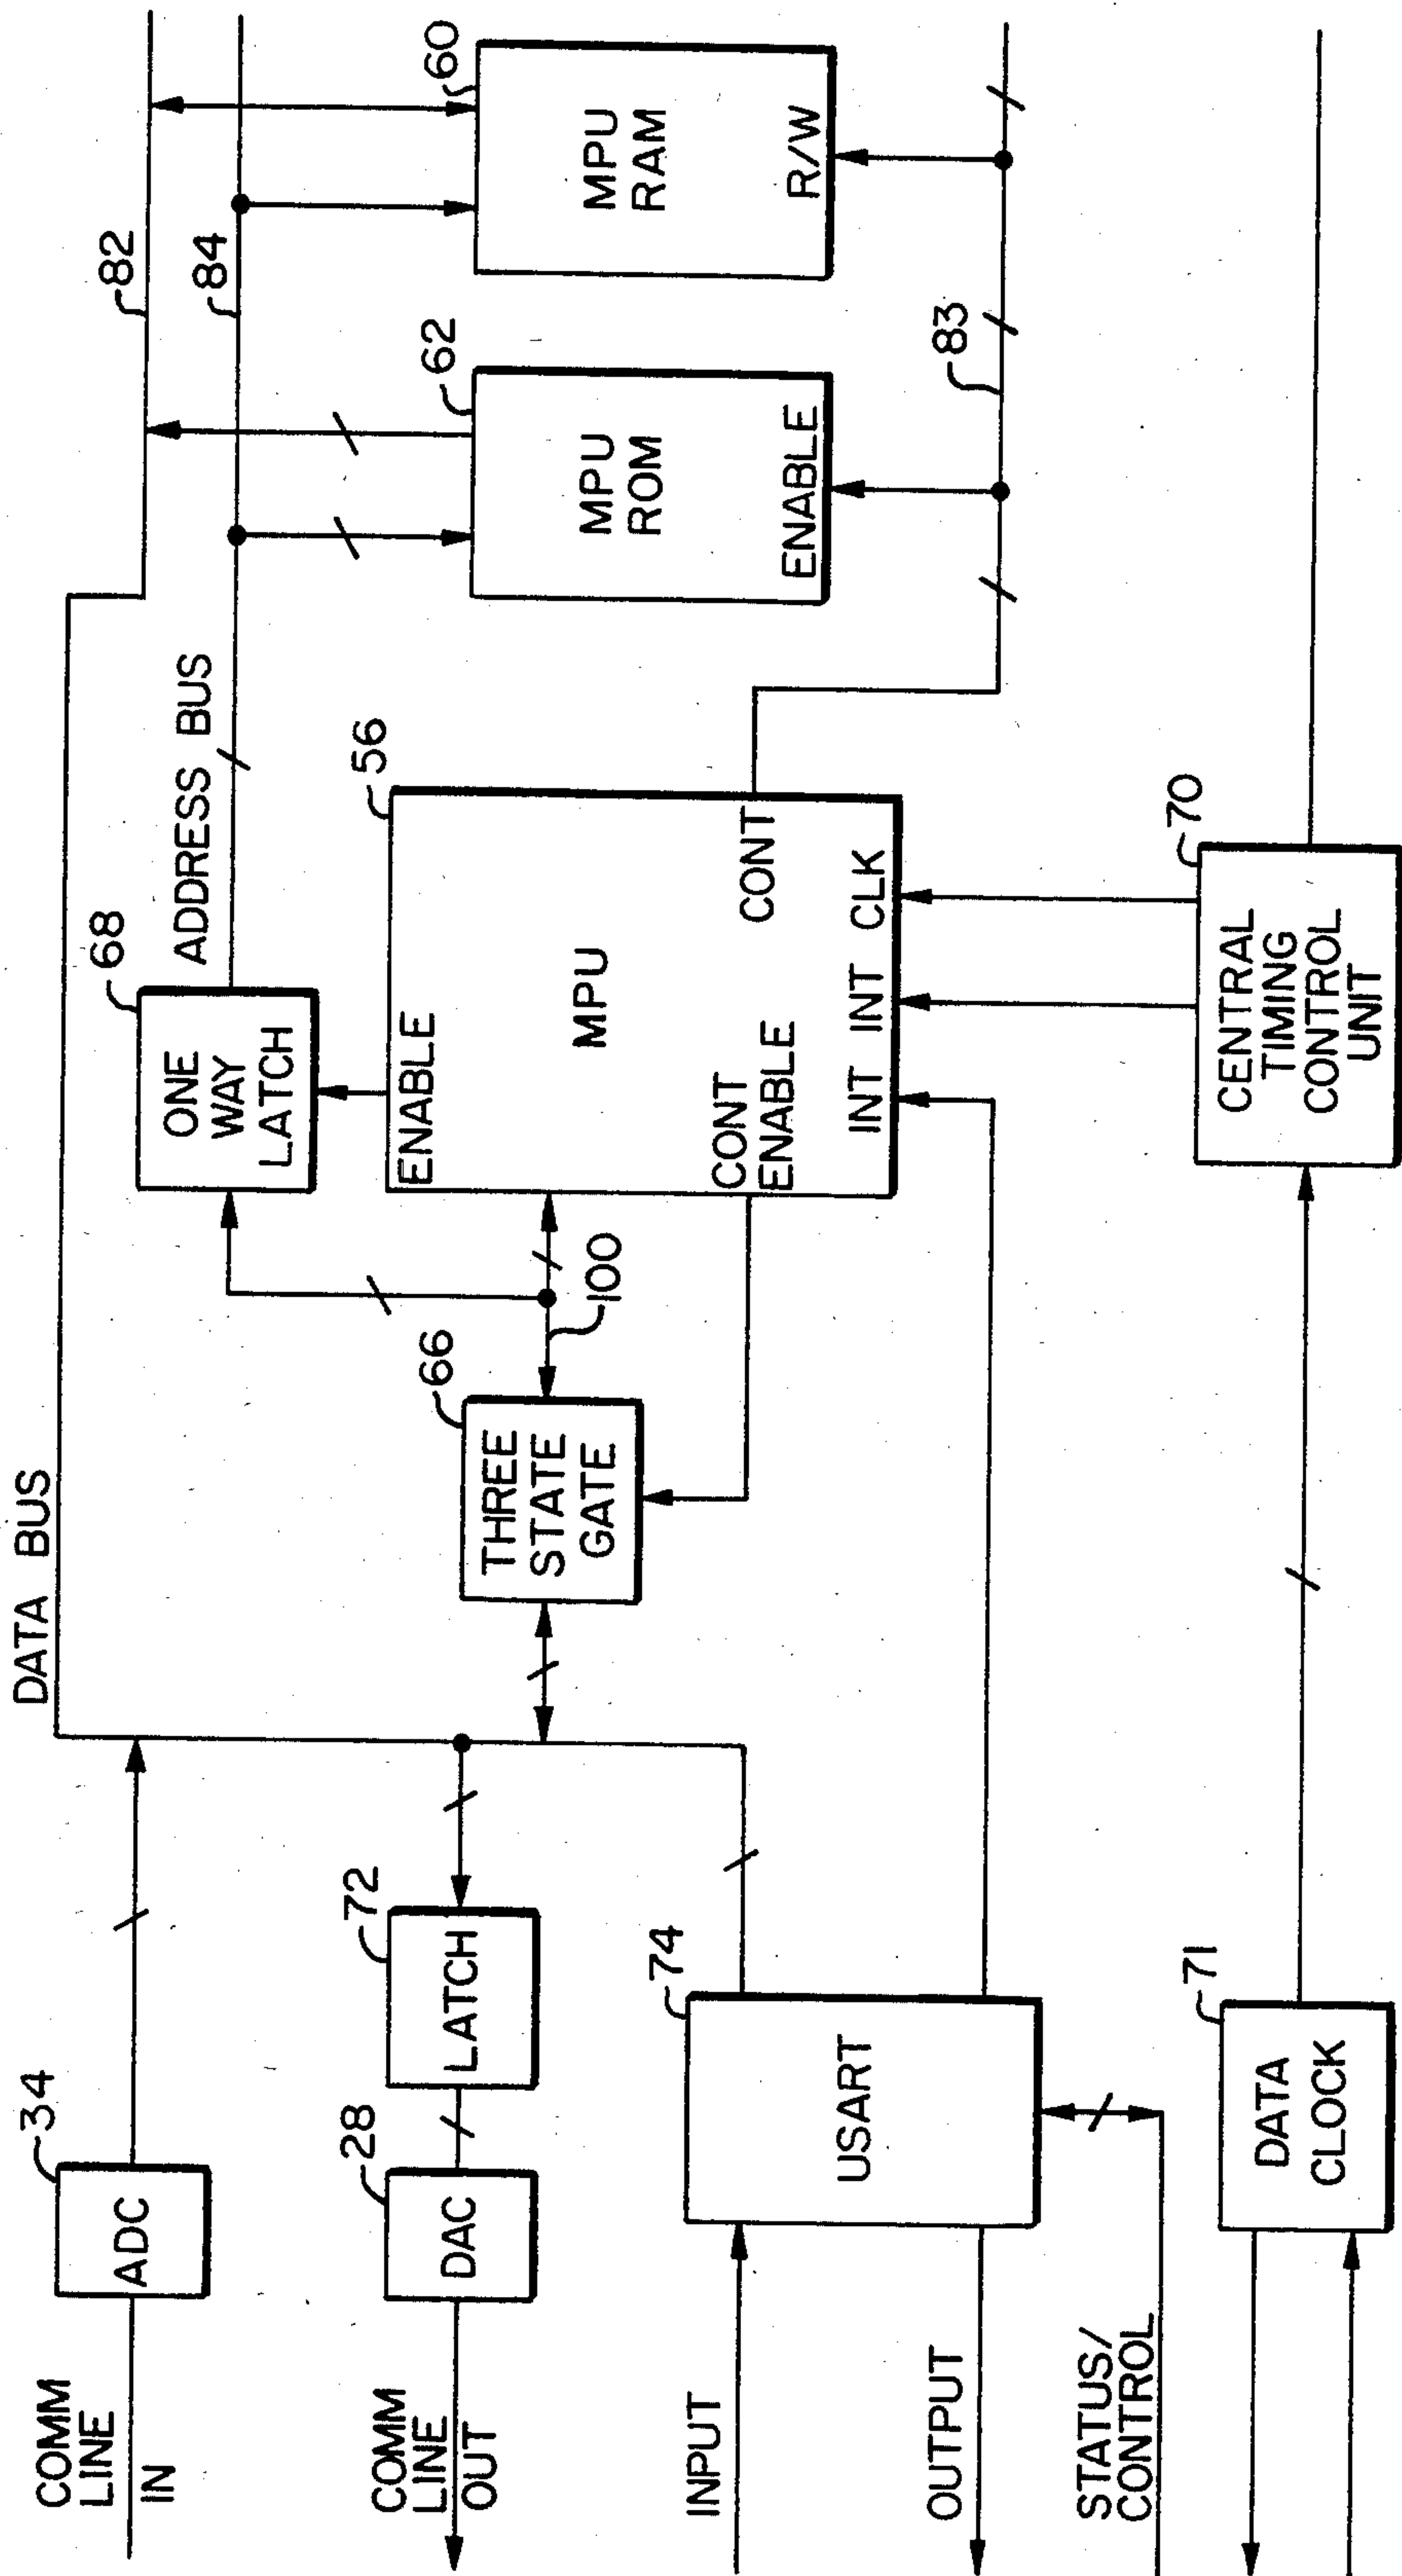 COMM
LINE
IN
34
ADC
DATA BUS
82
84
ADDRESS BUS
68
ONE
WAY
LATCH
COMM
LINE
OUT
28
DAC
72
LATCH
66
THREE
STATE
GATE
100
56
ENABLE
MPU
CONT
ENABLE
CONT
INT
INT
CLK
62
MPU
ROM
ENABLE
60
MPU
RAM
R/W
83
INPUT
OUTPUT
74
USART
STATUS/
CONTROL
71
DATA
CLOCK
70
CENTRAL
TIMING
CONTROL
UNIT